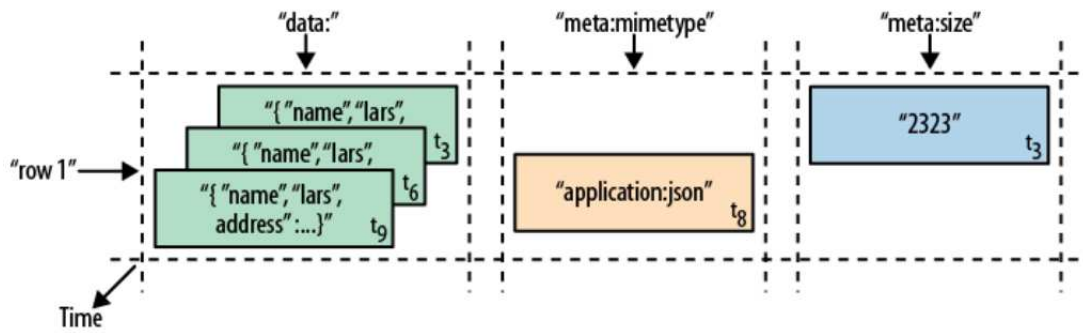 “data:”
“meta:mimetype”
“meta:size”
“{ ”name”, “lars”,
t3
“{ ”name”, “lars”,
t6
“{ ”name”, “lars”,
address” :...}”
t9
“row 1”
“application:json”
t8
“2323”
t3
Time